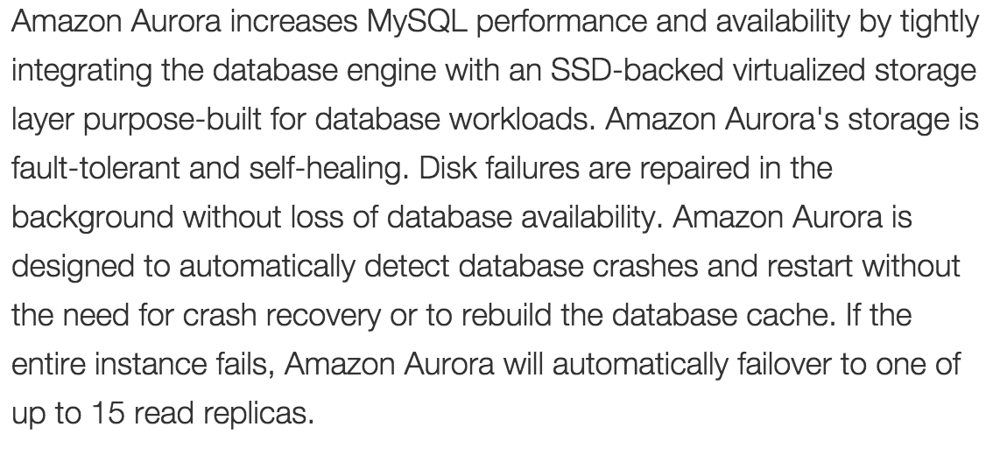 Amazon Aurora increases MySQL performance and availability by tightly
integrating the database engine with an SSD-backed virtualized storage
layer purpose-built for database workloads. Amazon Aurora's storage is
fault-tolerant and self-healing. Disk failures are repaired in the
background without loss of database availability. Amazon Aurora is
designed to automatically detect database crashes and restart without
the need for crash recovery or to rebuild the database cache. If the
entire instance fails, Amazon Aurora will automatically failover to one of
up to 15 read replicas.